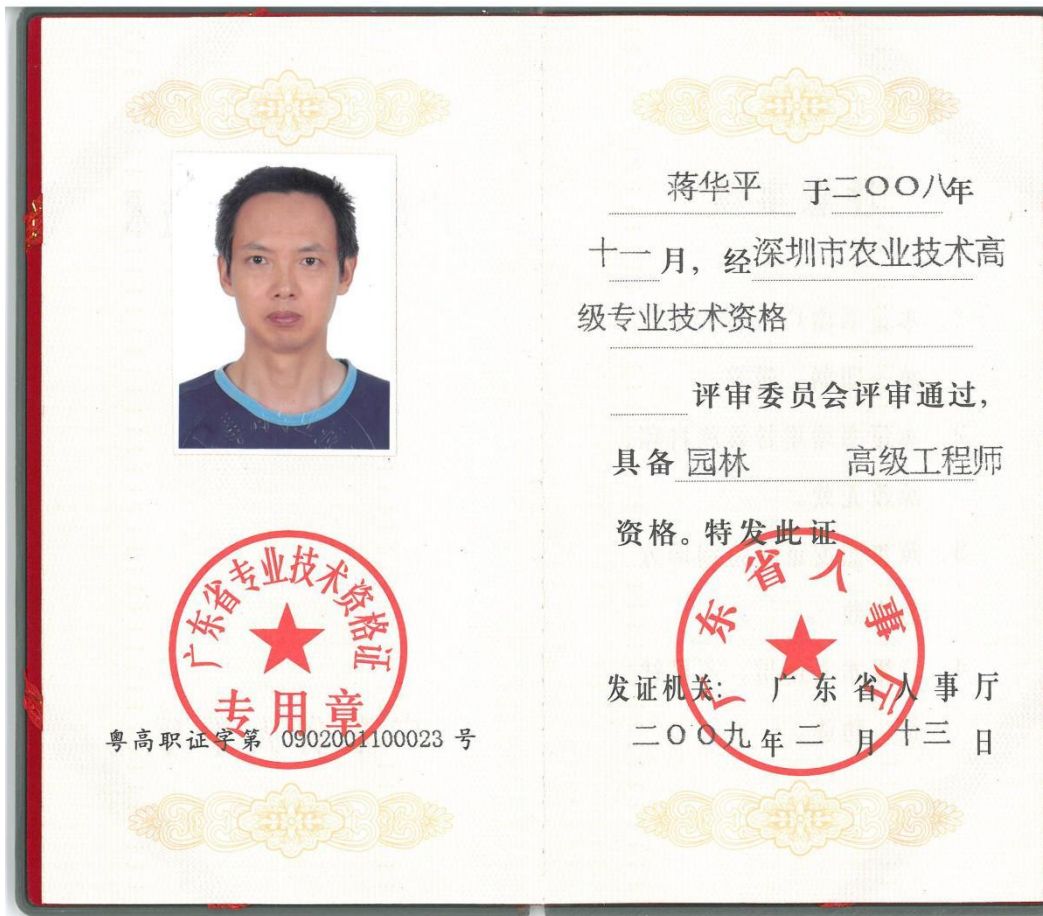 广东省专业技术资格证
专用章
粤高职证字第 0902001100023 号
蒋华平 于二〇〇八年
十一月，经深圳市农业技术高
级专业技术资格
评审委员会评审通过，
具备 园林 高级工程师
资格。特发此证
广东省人事厅
发证机关： 广东省人事厅
二〇〇九年二月十三日